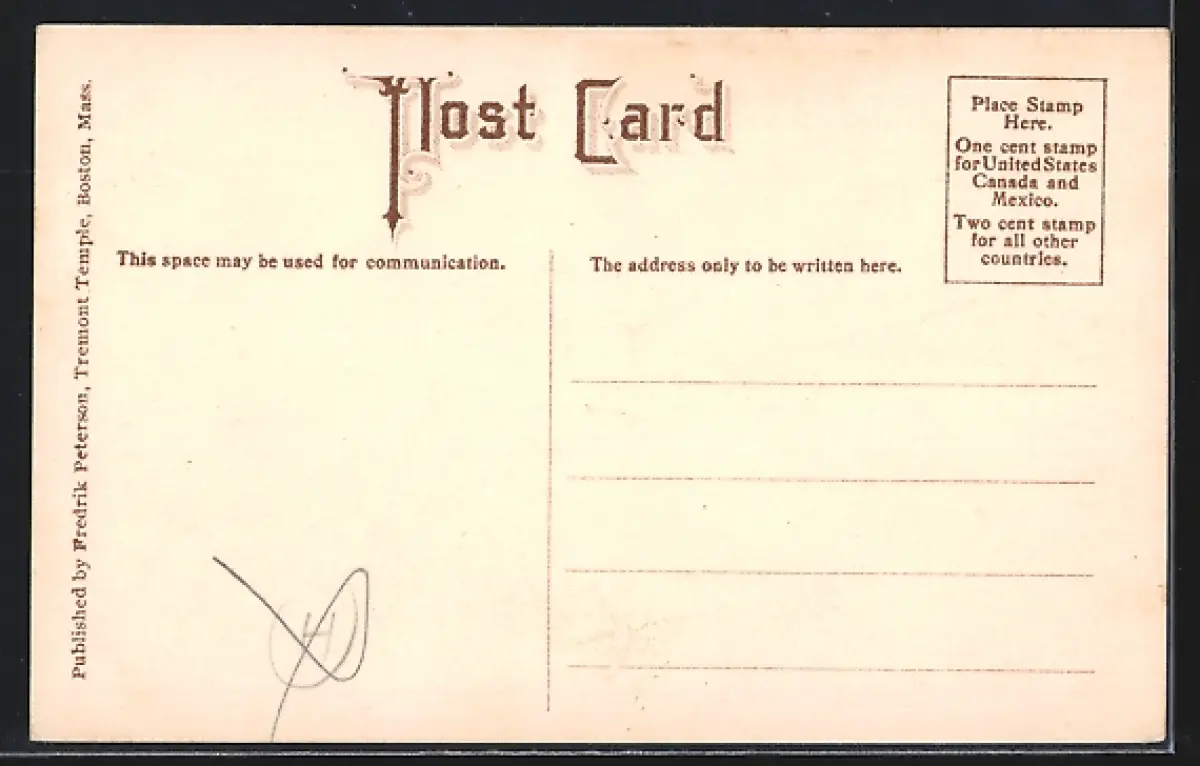 Post Card
Place Stamp
Here.
One cent stamp
for United States
Canada and
Mexico.
Two cent stamp
for all other
countries.
This space may be used for communication.
The address only to be written here.
Published by Fredrik Peterson, Tremont Temple, Boston, Mass.
H